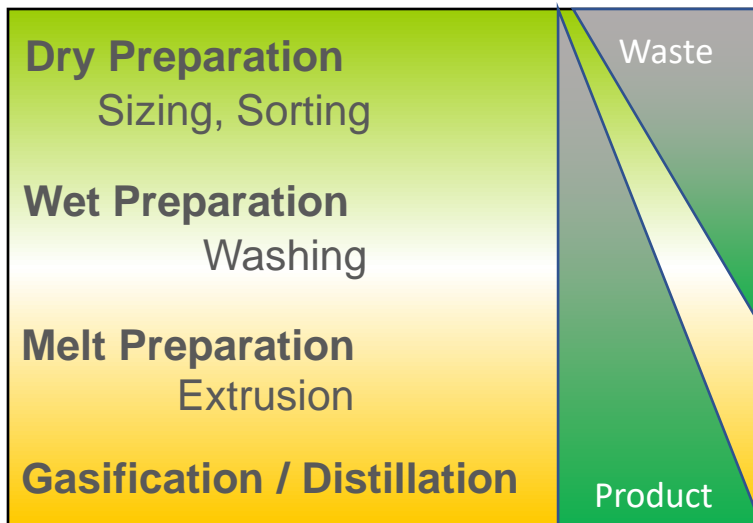 Dry Preparation
Sizing, Sorting
Wet Preparation
Washing
Melt Preparation
Extrusion
Gasification / Distillation
Waste
Product